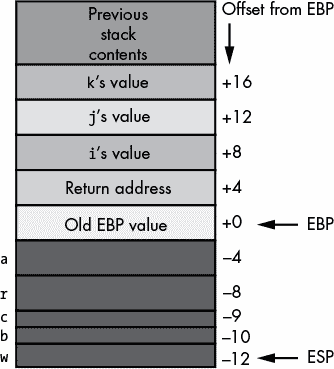 Previous
stack
contents
Offset from EBP
k's value +16
j's value +12
i's value +8
Return address +4
Old EBP value +0 EBP
a −4
r −8
c −9
b −10
w −12 ESP